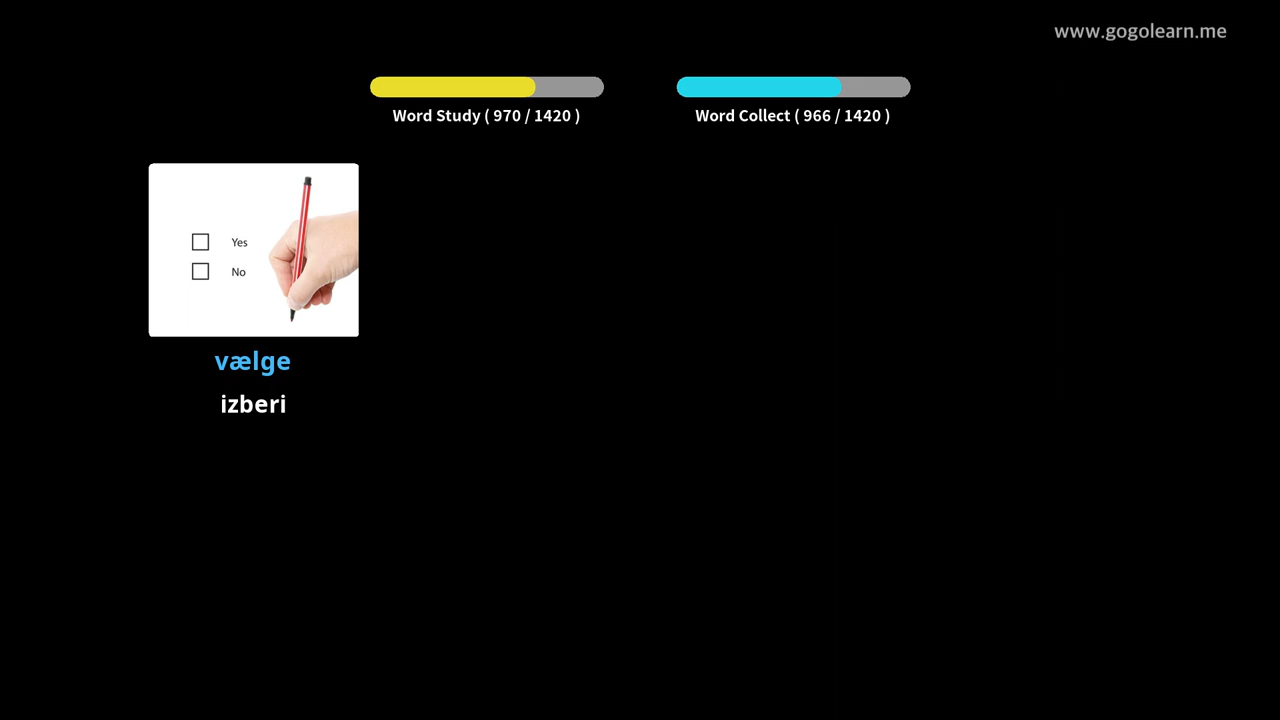 www.gogolearn.me
Word Study ( 970 / 1420 )
Word Collect ( 966 / 1420 )
Yes
No
vælge
izberi